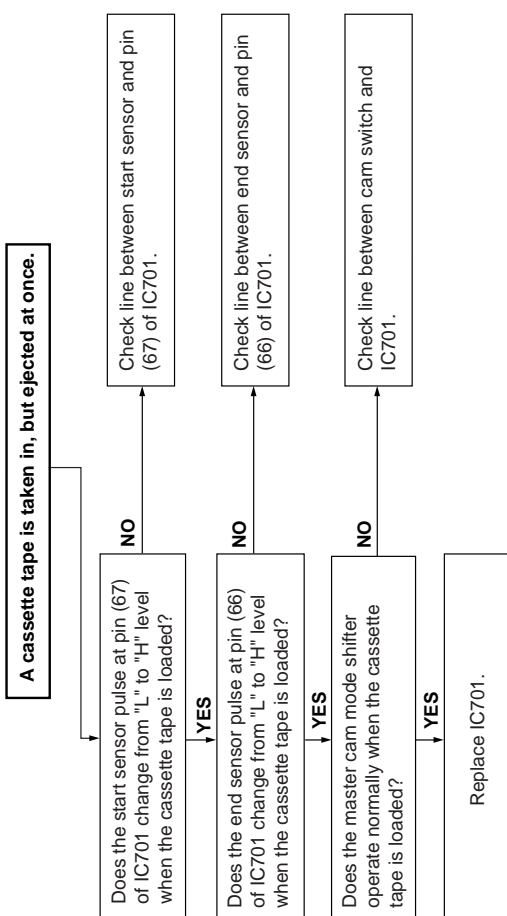 A cassette tape is taken in, but ejected at once.
Does the start sensor pulse at pin (67)
of IC701 change from "L" to "H" level
when the cassette tape is loaded?
NO
Check line between start sensor and pin
(67) of IC701.
YES
Does the end sensor pulse at pin (66)
of IC701 change from "L" to "H" level
when the cassette tape is loaded?
NO
Check line between end sensor and pin
(66) of IC701.
YES
Does the master cam mode shifter
operate normally when the cassette
tape is loaded?
NO
Check line between cam switch and
IC701.
YES
Replace IC701.